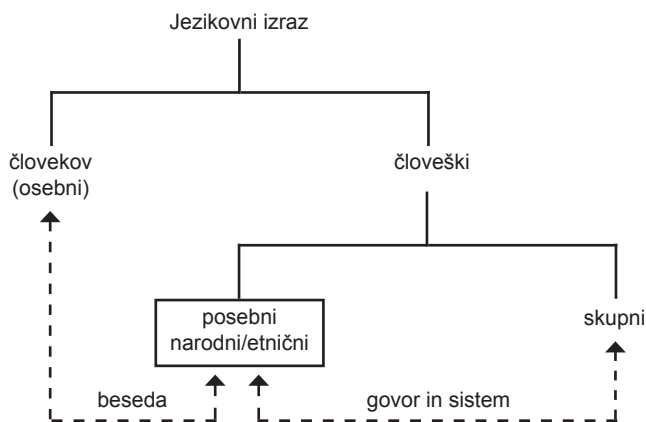 Jezikovni izraz
človekov
(osebni)
človeški
posebni
narodni/etnični
skupni
beseda
govor in sistem